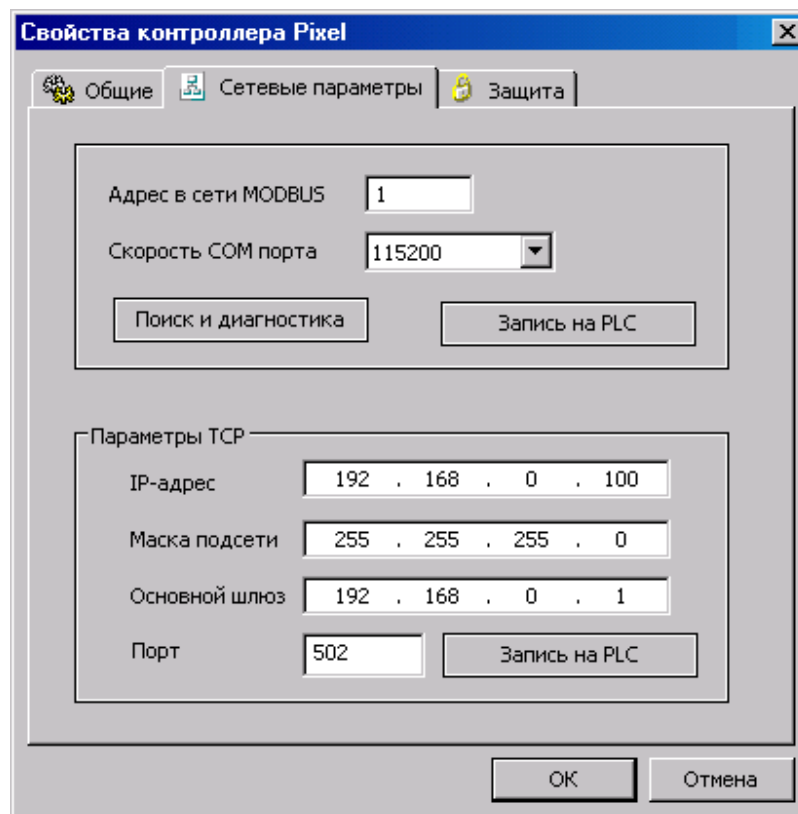 Свойства контроллера Pixel
Общие
Сетевые параметры
Защита
Адрес в сети MODBUS 1
Скорость COM порта 115200
Поиск и диагностика
Запись на PLC
Параметры TCP
IP-адрес 192 . 168 . 0 . 100
Маска подсети 255 . 255 . 255 . 0
Основной шлюз 192 . 168 . 0 . 1
Порт 502
Запись на PLC
OK
Отмена